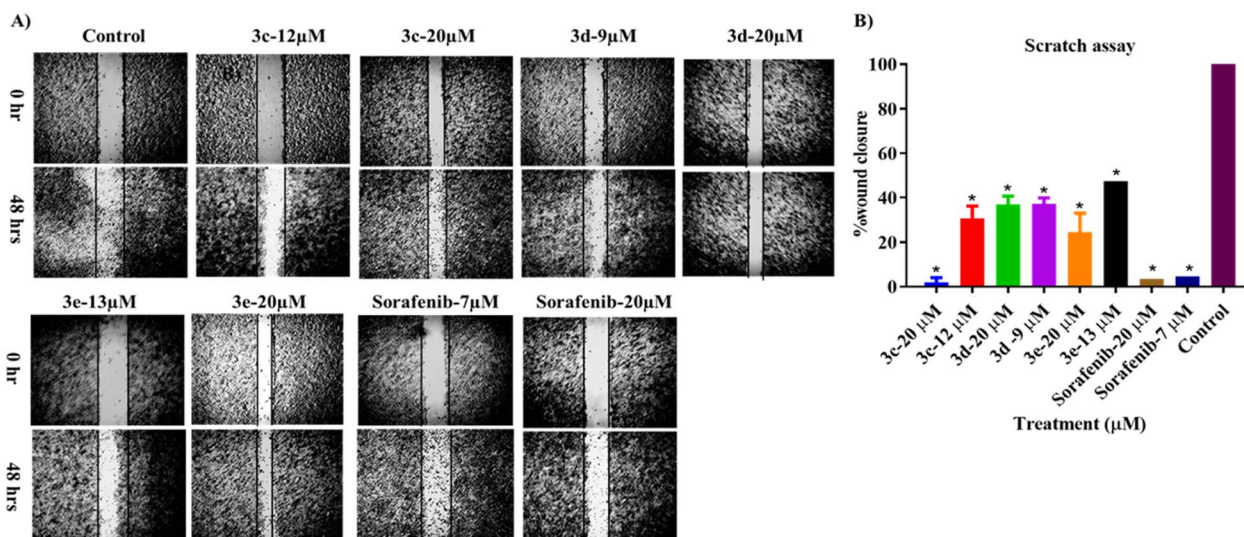 A)
Control 3c-12µM 3c-20µM 3d-9µM 3d-20µM
B)
0 hr
48 hrs
3e-13µM 3e-20µM Sorafenib-7µM Sorafenib-20µM
0 hr
48 hrs
B)
Scratch assay
%wound closure
100
80
60
40
20
0
* * * * * * * *
3c-20 µM
3c-12 µM
3d-20 µM
3d -9 µM
3e-20 µM
3e-13 µM
Sorafenib-20 µM
Sorafenib-7 µM
Control
Treatment (µM)